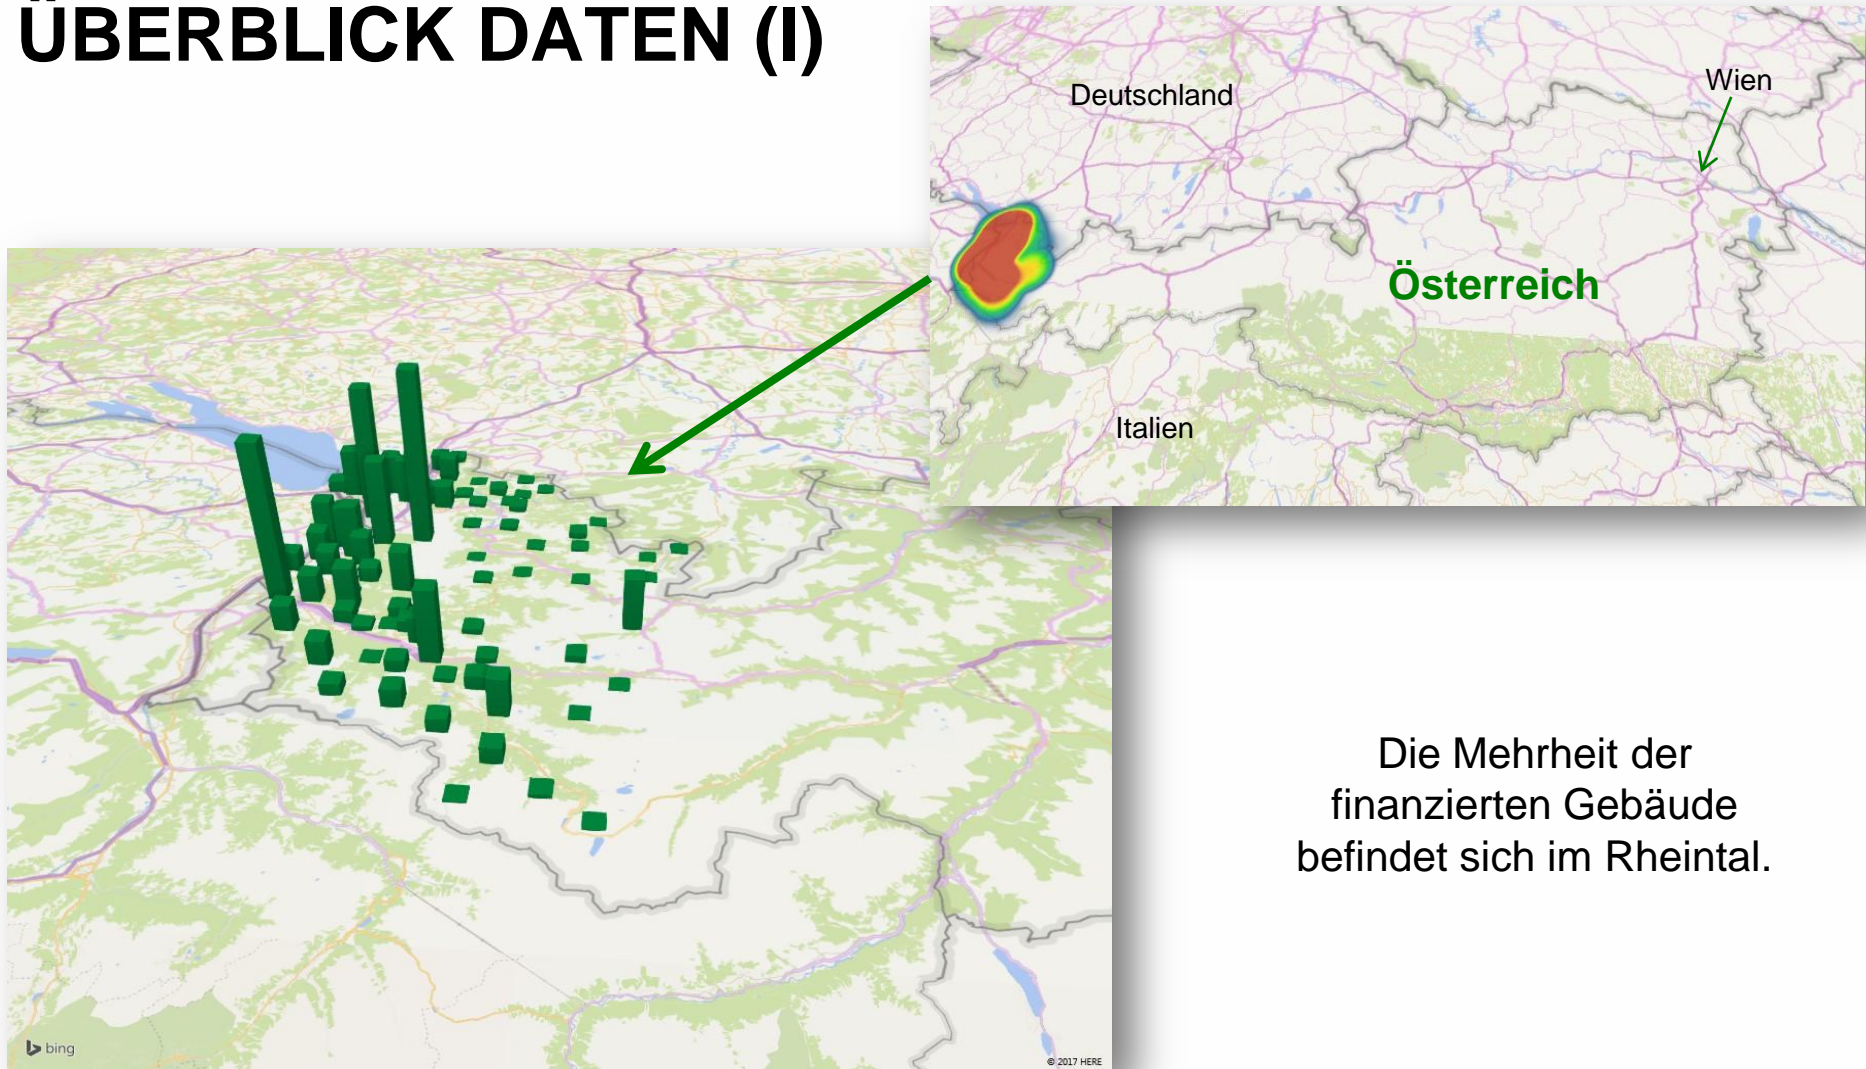 ÜBERBLICK DATEN (I)
Deutschland
Wien
Österreich
Italien
Die Mehrheit der
finanzierten Gebäude
befindet sich im Rheintal.
bing
© 2017 HERE